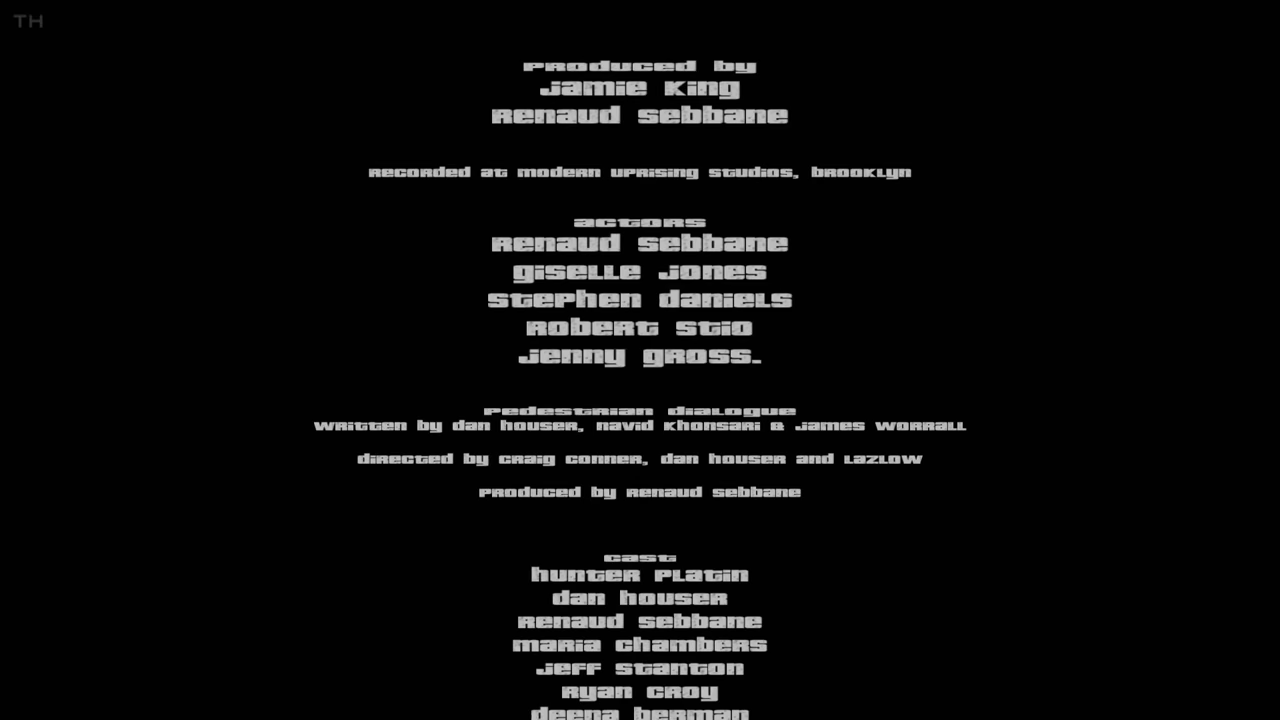 TH
PRODUCED BY
JAMIE KING
RENAUD SEBBANE
RECORDED AT MODERN UPRISING STUDIOS, BROOKLYN
ACTORS
RENAUD SEBBANE
GISELLE JONES
STEPHEN DANIELS
ROBERT STIO
JENNY GROSS.
PEDESTRIAN DIALOGUE
WRITTEN BY DAN HOUSER, NAVID KHONSARI & JAMES WORRALL
DIRECTED BY CRAIG CONNER, DAN HOUSER AND LAZLOW
PRODUCED BY RENAUD SEBBANE
CAST
HUNTER PLATIN
DAN HOUSER
RENAUD SEBBANE
MARIA CHAMBERS
JEFF STANTON
RYAN CROY
DEENA BERMAN